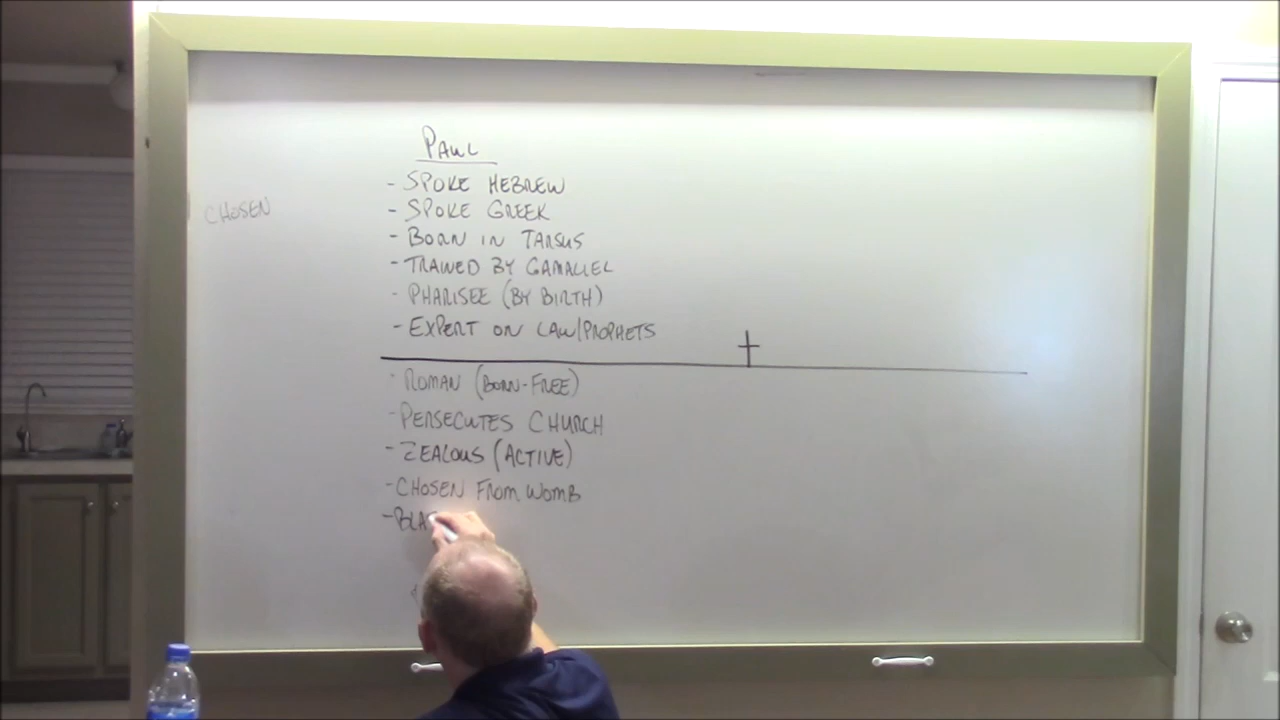 PAUL
- SPOKE HEBREW
CHOSEN
- SPOKE GREEK
- BORN IN TARSUS
- TRAINED BY GAMALIEL
- PHARISEE (BY BIRTH)
- EXPERT ON LAW/PROPHETS
- ROMAN (BORN-FREE)
- PERSECUTES CHURCH
- ZEALOUS (ACTIVE)
- CHOSEN FROM WOMB
- BLAS